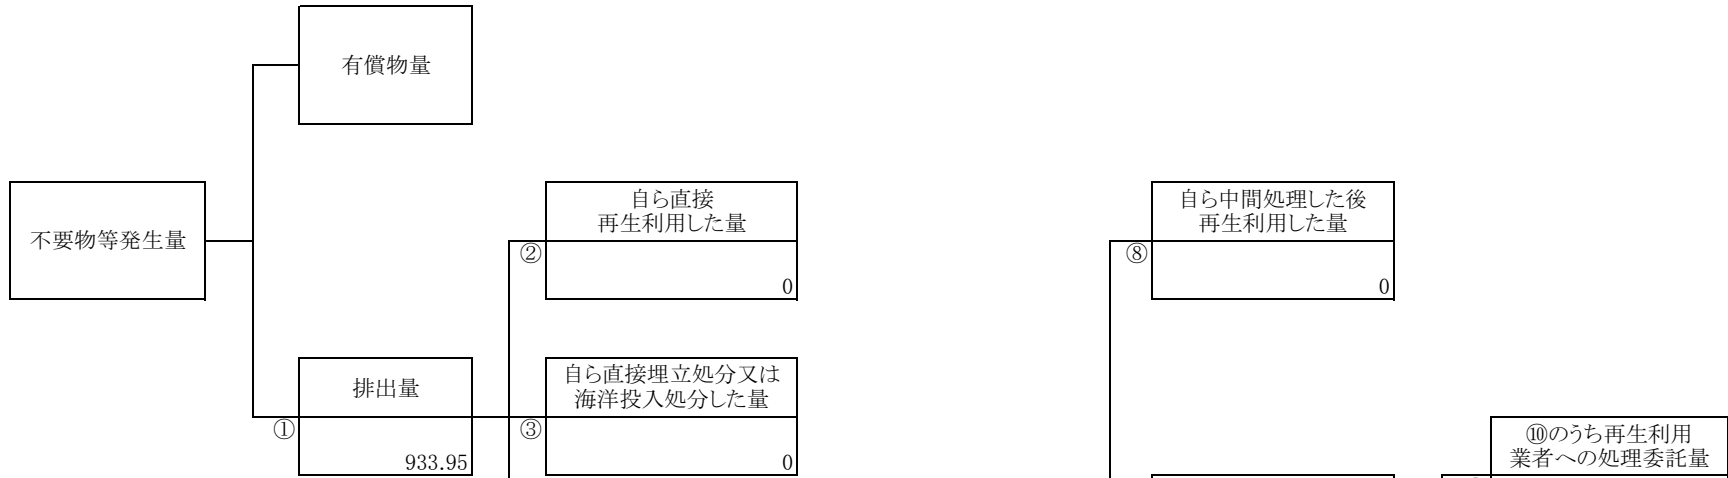 有償物量
不要物等発生量
自ら直接
再生利用した量
②
0
自ら中間処理した後
再生利用した量
⑧
0
排出量
①
933.95
自ら直接埋立処分又は
海洋投入処分した量
③
0
⑩のうち再生利用
業者への処理委託量